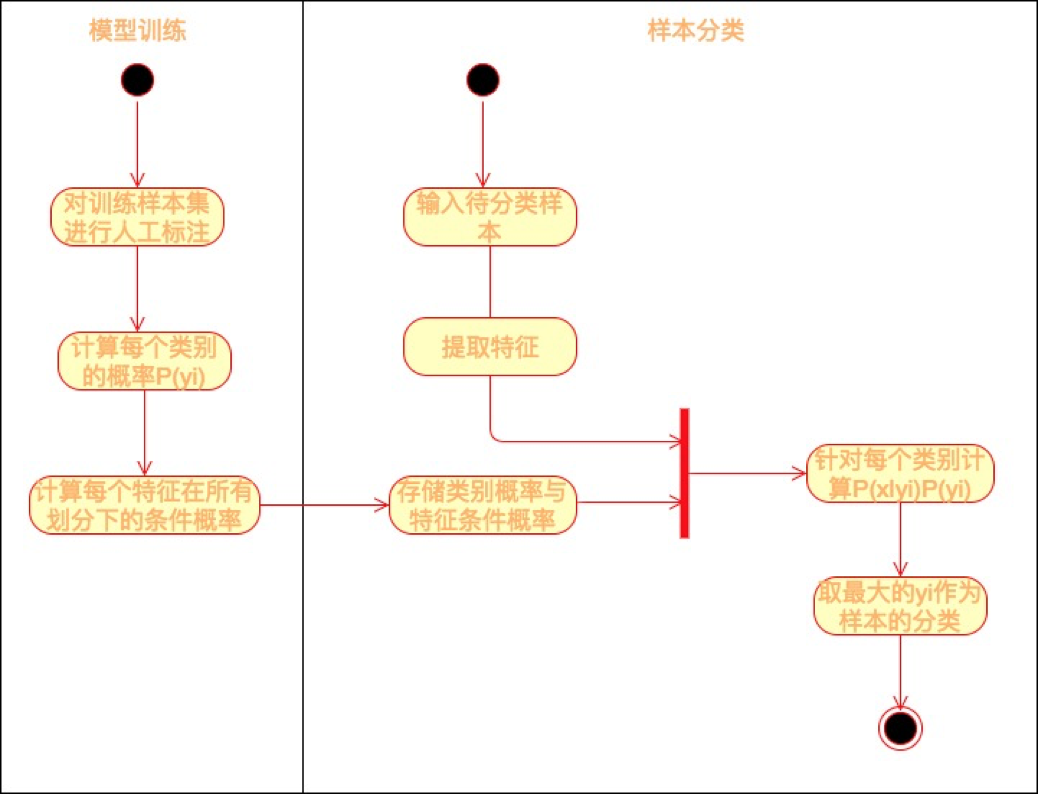 模型训练
样本分类
对训练样本集
进行人工标注
输入待分类样
本
计算每个类别
的概率P(yi)
提取特征
计算每个特征在所有
划分下的条件概率
存储类别概率与
特征条件概率
针对每个类别计
算P(xlyi)P(yi)
取最大的yi作为
样本的分类